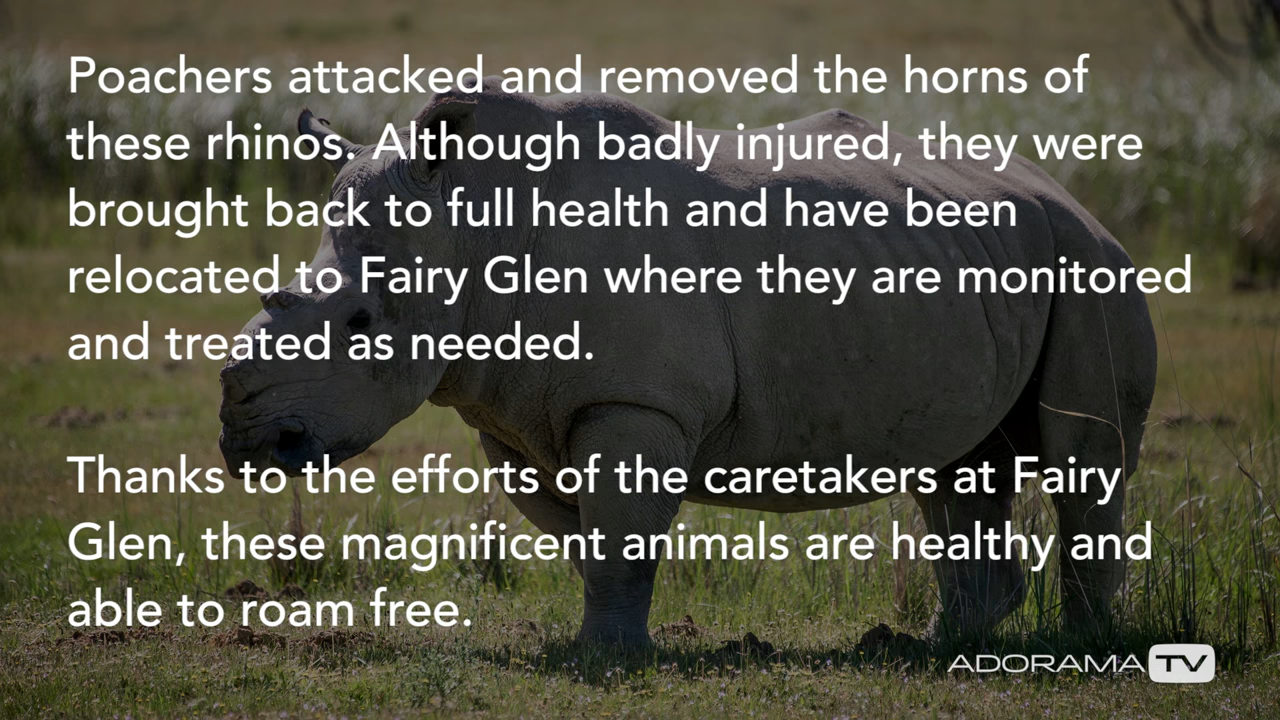 Poachers attacked and removed the horns of
these rhinos. Although badly injured, they were
brought back to full health and have been
relocated to Fairy Glen where they are monitored
and treated as needed.
Thanks to the efforts of the caretakers at Fairy
Glen, these magnificent animals are healthy and
able to roam free.
ADORAMA TV